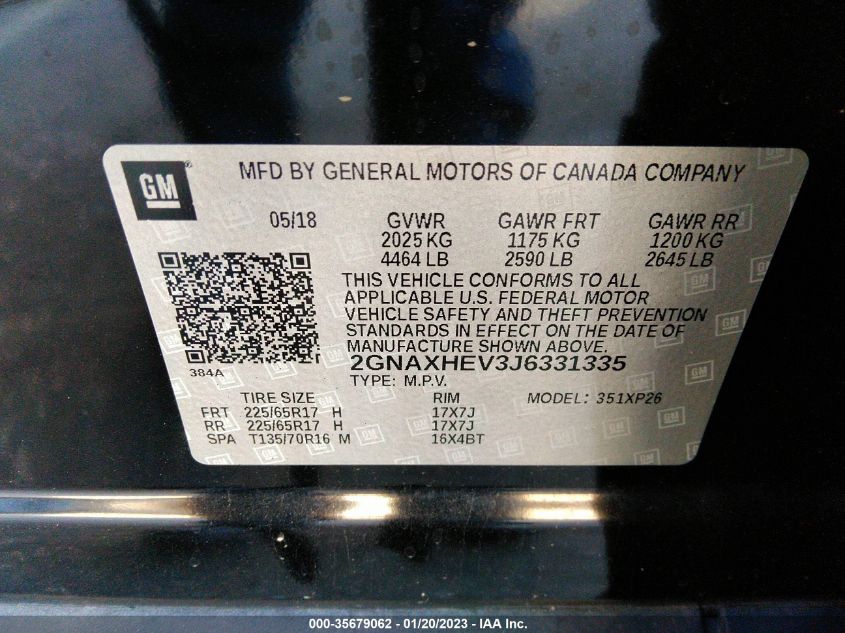 GM
MFD BY GENERAL MOTORS OF CANADA COMPANY
05/18 GVWR GAWR FRT GAWR RR
2025 KG 1175 KG 1200 KG
4464 LB 2590 LB 2645 LB
THIS VEHICLE CONFORMS TO ALL
APPLICABLE U.S. FEDERAL MOTOR
VEHICLE SAFETY AND THEFT PREVENTION
STANDARDS IN EFFECT ON THE DATE OF
MANUFACTURE SHOWN ABOVE.
2GNAXHEV3J6331335
384A
TYPE: M.P.V.
TIRE SIZE RIM MODEL: 351XP26
FRT 225/65R17 H 17X7J
RR 225/65R17 H 17X7J
SPA T135/70R16 M 16X4BT
000-35679062 - 01/20/2023 - IAA Inc.